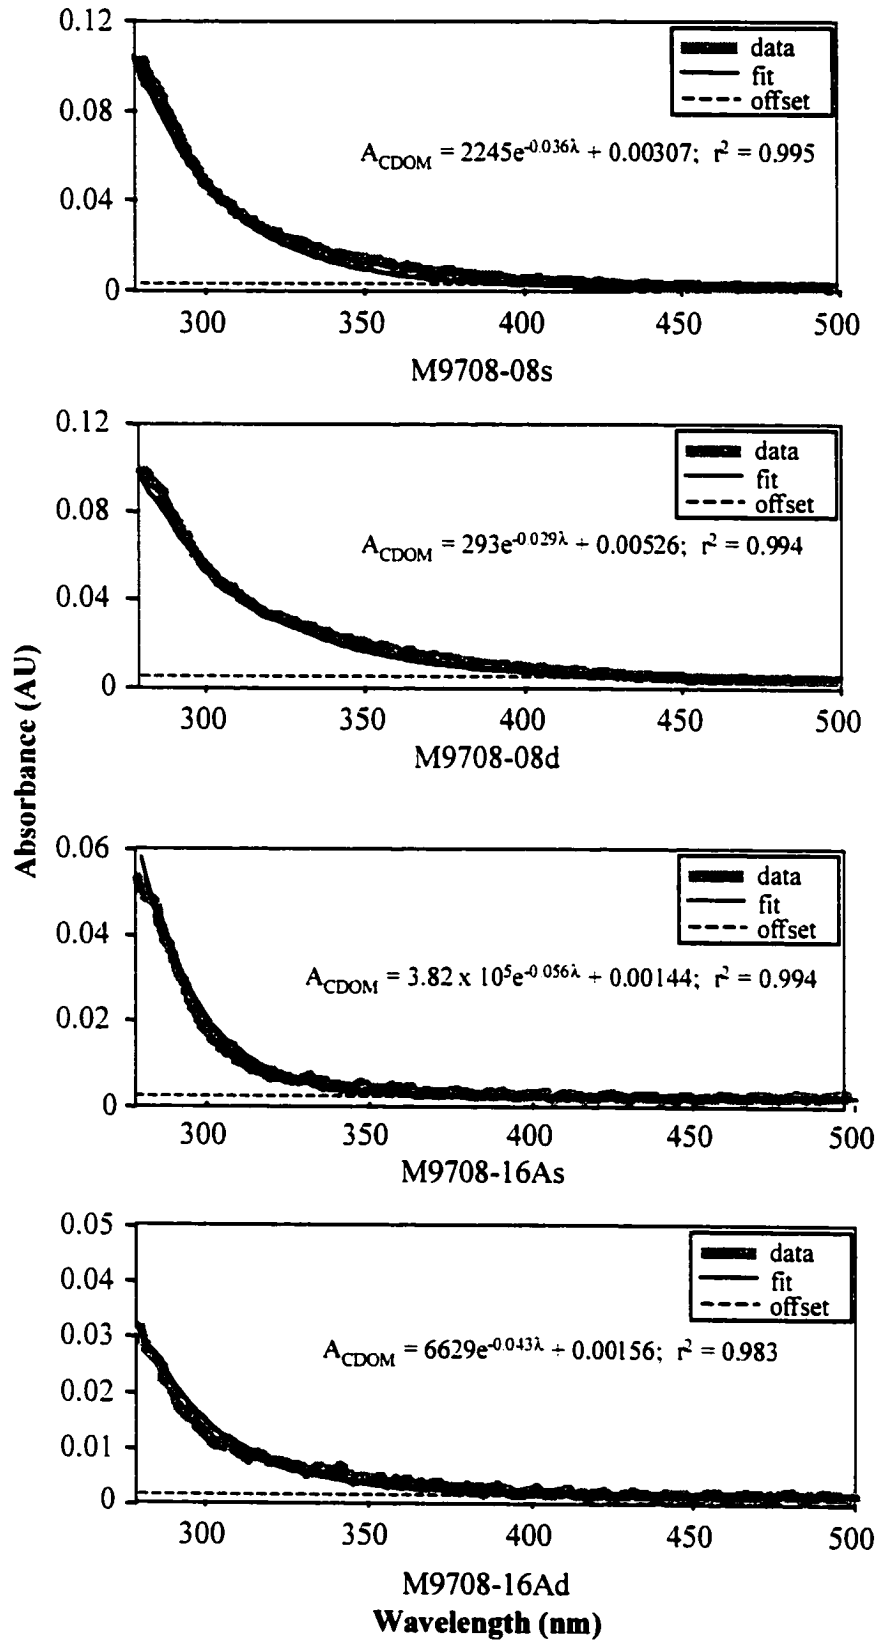 0.12
0.08
0.04
0
data
fit
offset
A_CDOM = 2245e^-0.036λ + 0.00307; r² = 0.995
300 350 400 450 500
M9708-08s
0.12
0.08
0.04
0
data
fit
offset
A_CDOM = 293e^-0.029λ + 0.00526; r² = 0.994
300 350 400 450 500
M9708-08d
Absorbance (AU)
0.06
0.04
0.02
0
data
fit
offset
A_CDOM = 3.82 x 10⁵e^-0.056λ + 0.00144; r² = 0.994
300 350 400 450 500
M9708-16As
0.05
0.04
0.03
0.02
0.01
0
data
fit
offset
A_CDOM = 6629e^-0.043λ + 0.00156; r² = 0.983
300 350 400 450 500
M9708-16Ad
Wavelength (nm)